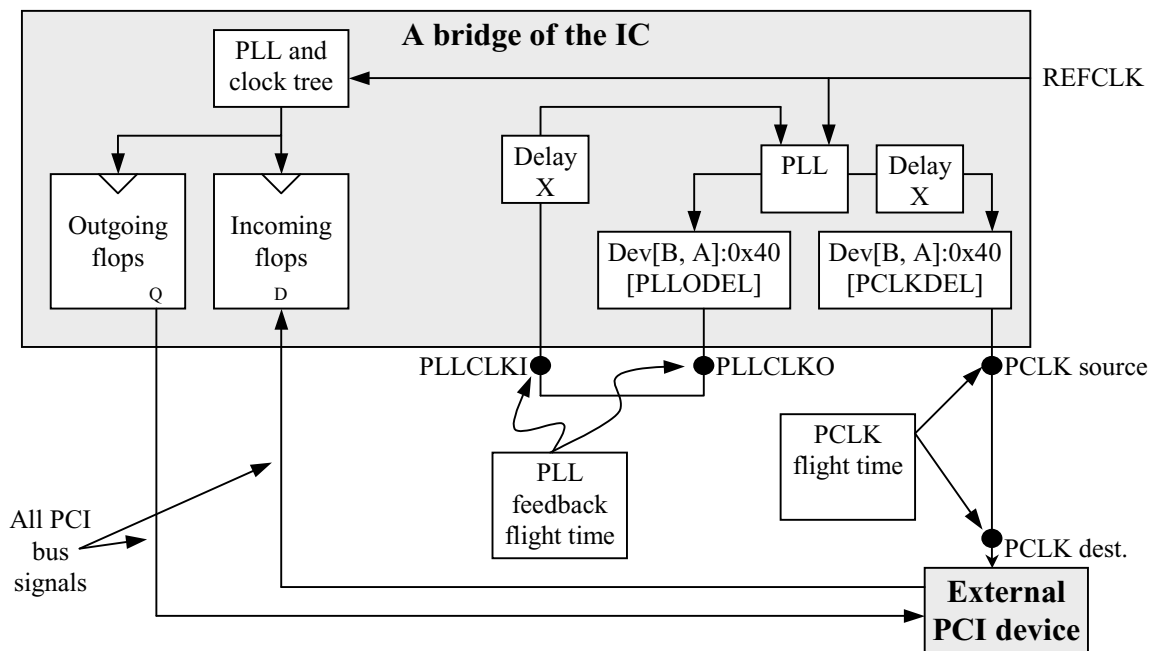 A bridge of the IC
PLL and
clock tree
REFCLK
Delay
X
PLL
Delay
X
Outgoing
flops
Q
Incoming
flops
D
Dev[B, A]:0x40
[PLLODEL]
Dev[B, A]:0x40
[PCLKDEL]
PLLCLKI
PLLCLKO
PCLK source
PCLK
flight time
PLL
feedback
flight time
All PCI
bus
signals
PCLK dest.
External
PCI device